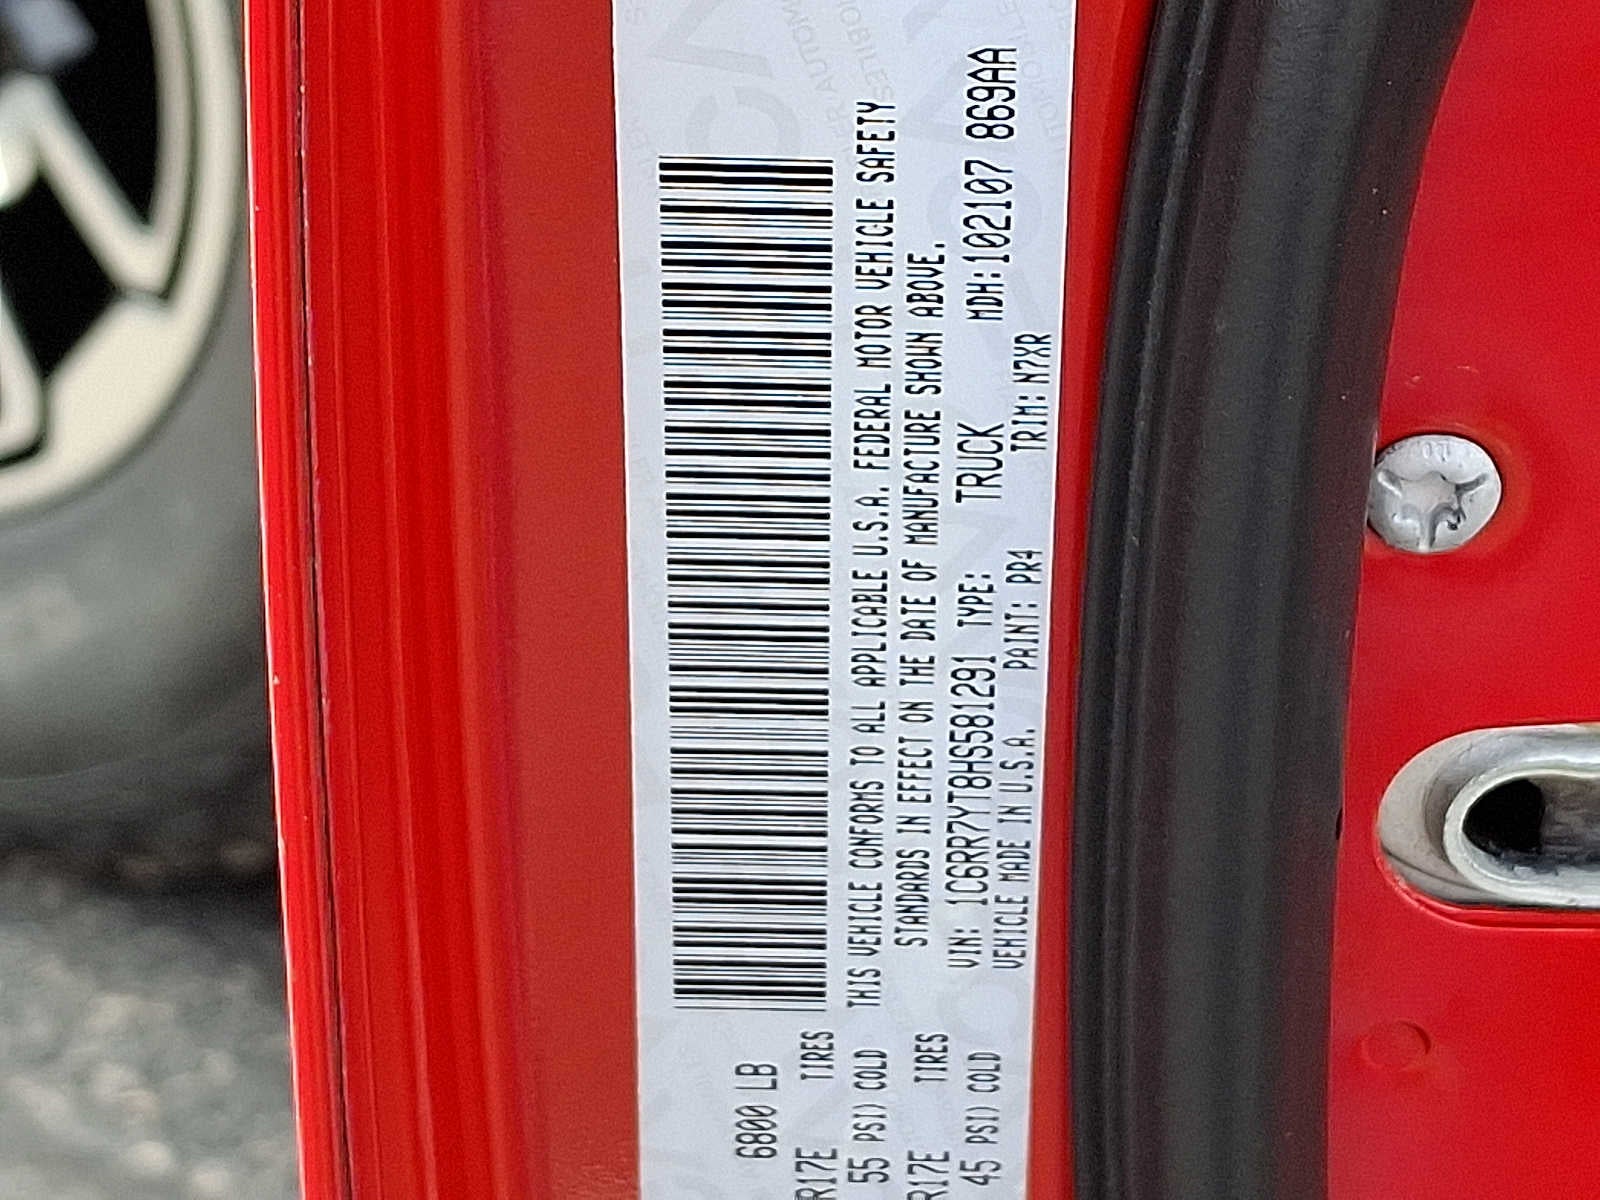 6800 LB
R17E TIRES
55 PSI) COLD
R17E TIRES
45 PSI) COLD
THIS VEHICLE CONFORMS TO ALL APPLICABLE U.S.A. FEDERAL MOTOR VEHICLE SAFETY
STANDARDS IN EFFECT ON THE DATE OF MANUFACTURE SHOWN ABOVE.
VIN: 1C6RR7YT8HS581291 TYPE: TRUCK MDH:102107 869AA
VEHICLE MADE IN U.S.A. PAINT: PR4 TRIM: N7XR